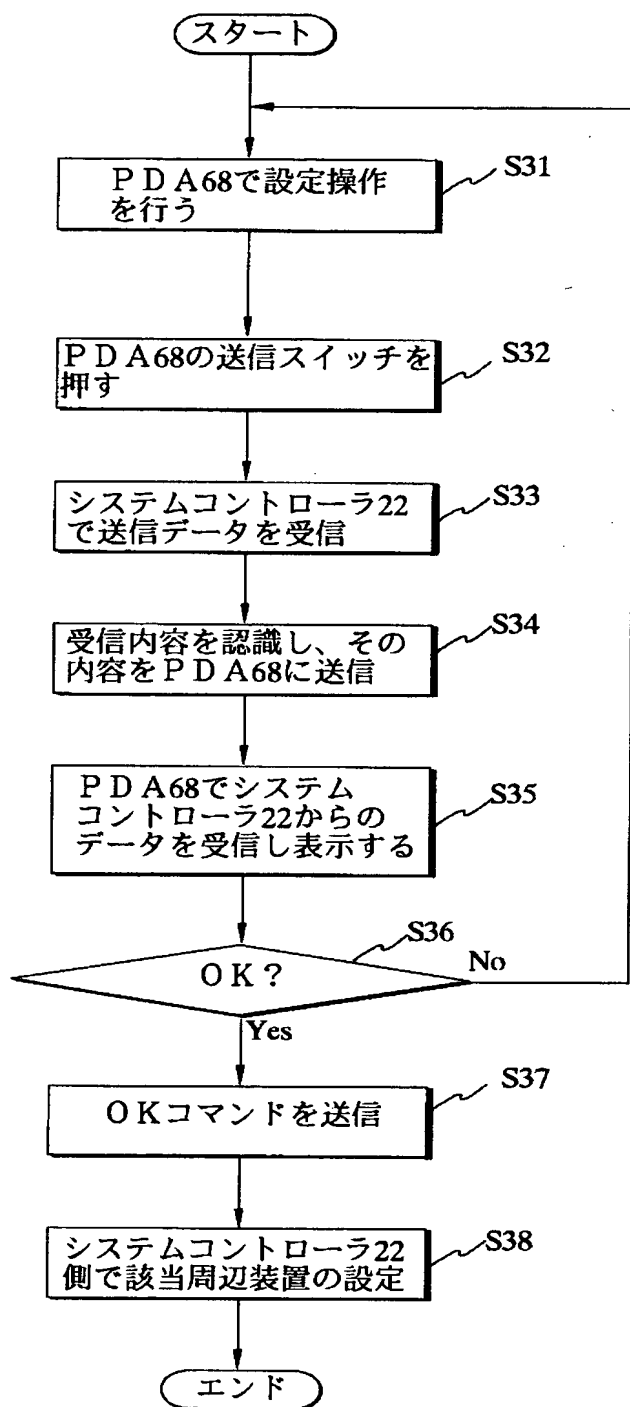 スタート
PDA68で設定操作
を行う
S31
PDA68の送信スイッチを
押す
S32
システムコントローラ22
で送信データを受信
S33
受信内容を認識し、その
内容をPDA68に送信
S34
PDA68でシステム
コントローラ22からの
データを受信し表示する
S35
S36
OK?
No
Yes
OKコマンドを送信
S37
システムコントローラ22
側で該当周辺装置の設定
S38
エンド